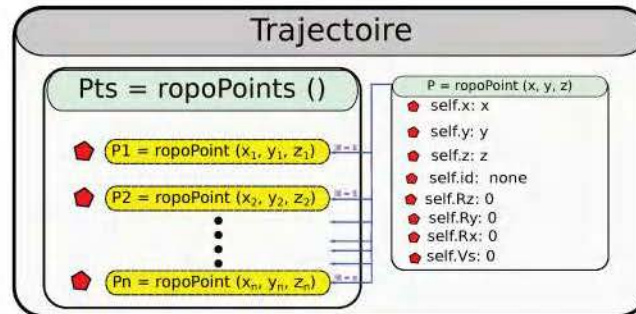 Trajectoire
Pts = ropoPoints ()
P1 = ropoPoint (x₁, y₁, z₁)
P2 = ropoPoint (x₂, y₂, z₂)
Pn = ropoPoint (xₙ, yₙ, zₙ)
P = ropoPoint (x, y, z)
self.x: x
self.y: y
self.z: z
self.id: none
self.Rz: 0
self.Ry: 0
self.Rx: 0
self.Vs: 0